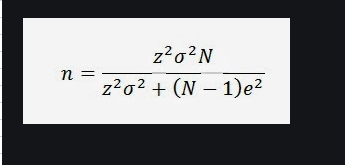 n = z²σ²N / z²σ² + (N − 1)e²